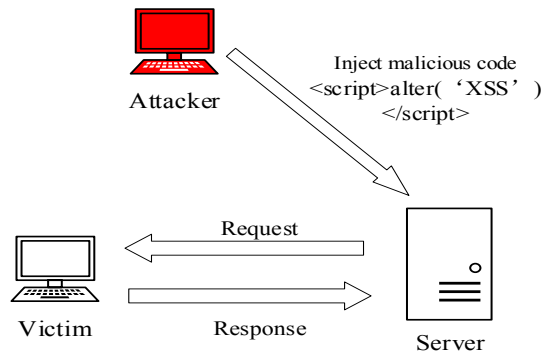 Attacker
Inject malicious code
<script>alter(‘XSS’)
</script>
Request
Victim
Response
Server